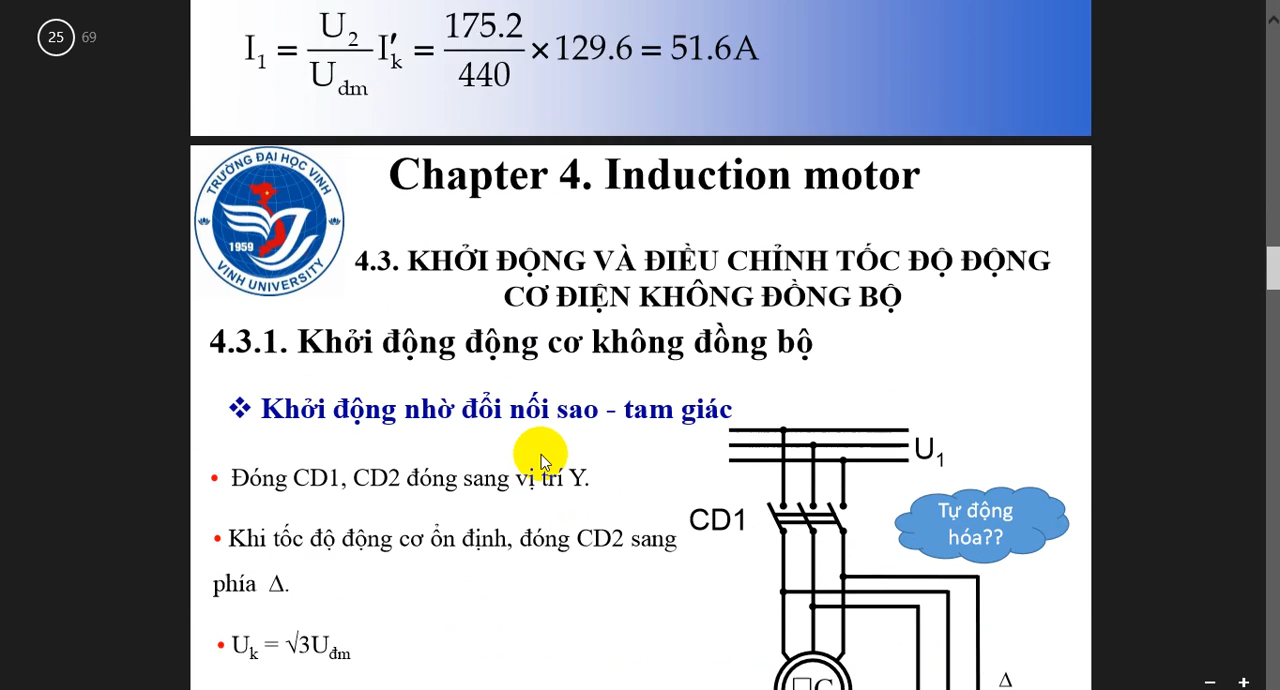 25 69
I₁ = U₂/Udm I′k = 175.2/440 × 129.6 = 51.6A
TRƯỜNG ĐẠI HỌC VINH
1959
VINH UNIVERSITY
Chapter 4. Induction motor
4.3. KHỞI ĐỘNG VÀ ĐIỀU CHỈNH TỐC ĐỘ ĐỘNG
CƠ ĐIỆN KHÔNG ĐỒNG BỘ
4.3.1. Khởi động động cơ không đồng bộ
❖ Khởi động nhờ đổi nối sao - tam giác
• Đóng CD1, CD2 đóng sang vị trí Y.
• Khi tốc độ động cơ ổn định, đóng CD2 sang
phía Δ.
• Uk = √3Uđm
U₁
CD1
Tự động
hóa??
Δ